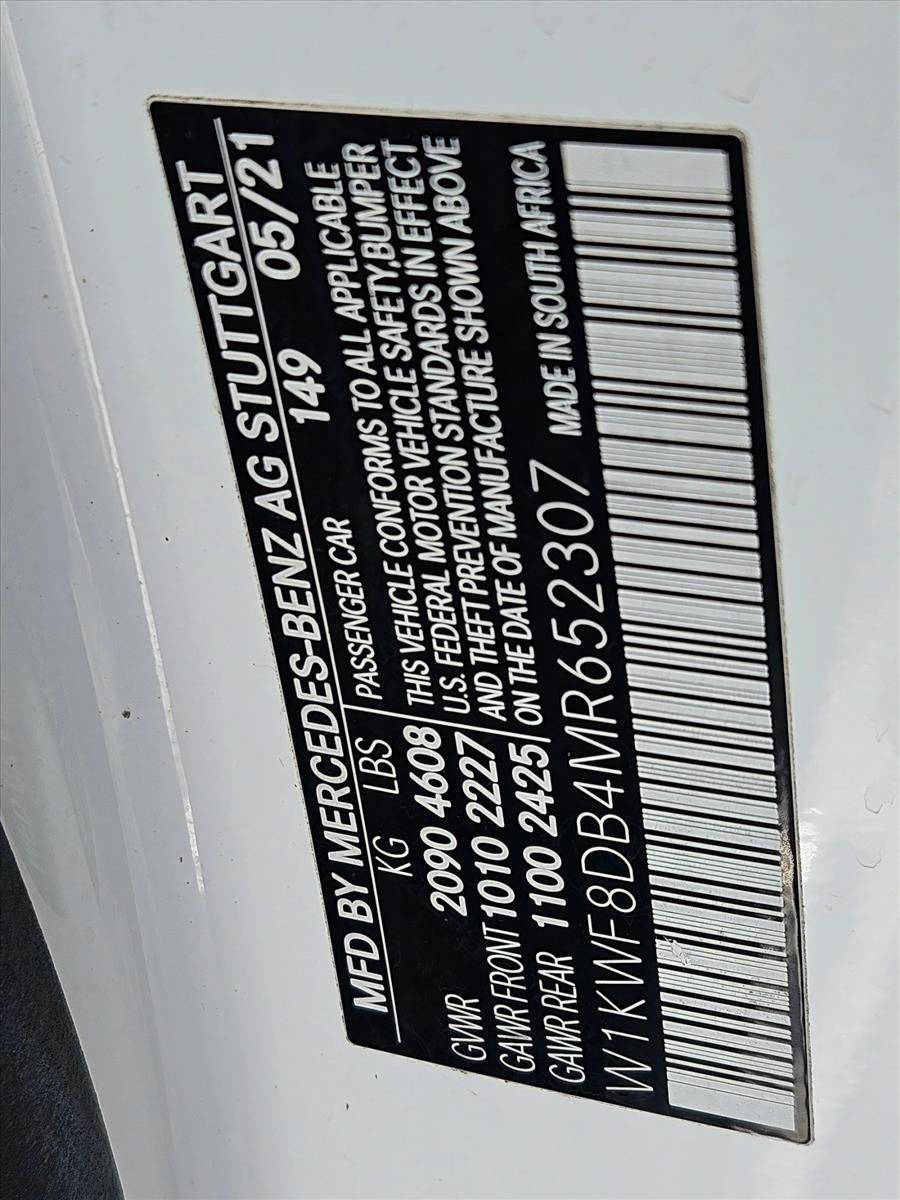 MFD BY MERCEDES-BENZ AG STUTTGART
149 05/21
KG LBS
GVWR 2090 4608
GAWR FRONT 1010 2227
GAWR REAR 1100 2425
PASSENGER CAR
THIS VEHICLE CONFORMS TO ALL APPLICABLE
U.S. FEDERAL MOTOR VEHICLE SAFETY,BUMPER
AND THEFT PREVENTION STANDARDS IN EFFECT
ON THE DATE OF MANUFACTURE SHOWN ABOVE
W1KWF8DB4MR652307 MADE IN SOUTH AFRICA